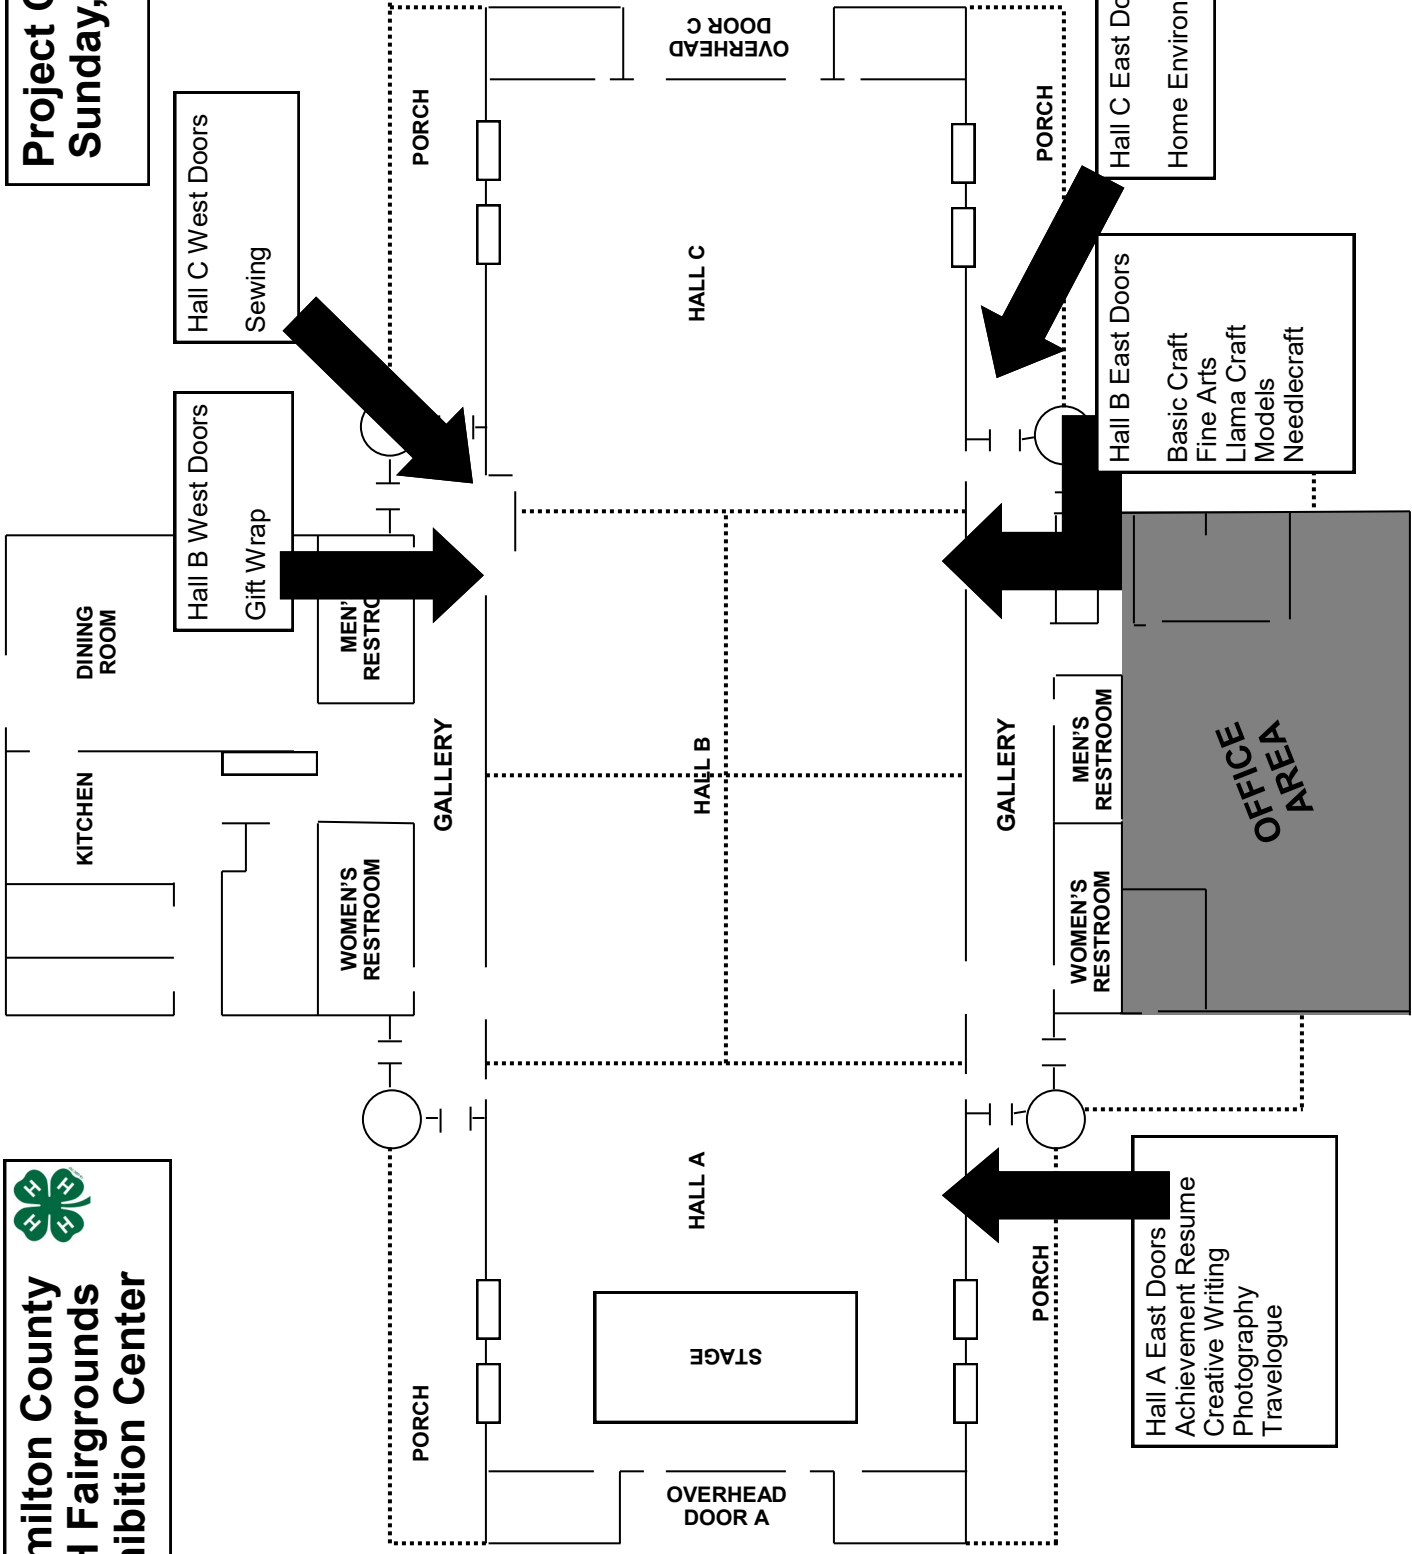 milton County
Fairgrounds
ibition Center
H H
H H
Project
Sunday,
Hall C West Doors
Sewing
Hall B West Doors
Gift Wrap
DINING
ROOM
KITCHEN
MEN'
RESTRO
WOMEN'S
RESTROOM
PORCH
GALLERY
PORCH
OVERHEAD
DOOR C
HALL C
HALL B
HALL A
STAGE
OVERHEAD
DOOR A
PORCH
GALLERY
PORCH
MEN'S
RESTROOM
WOMEN'S
RESTROOM
OFFICE
AREA
Hall C East Do
Home Environ
Hall B East Doors
Basic Craft
Fine Arts
Llama Craft
Models
Needlecraft
Hall A East Doors
Achievement Resume
Creative Writing
Photography
Travelogue